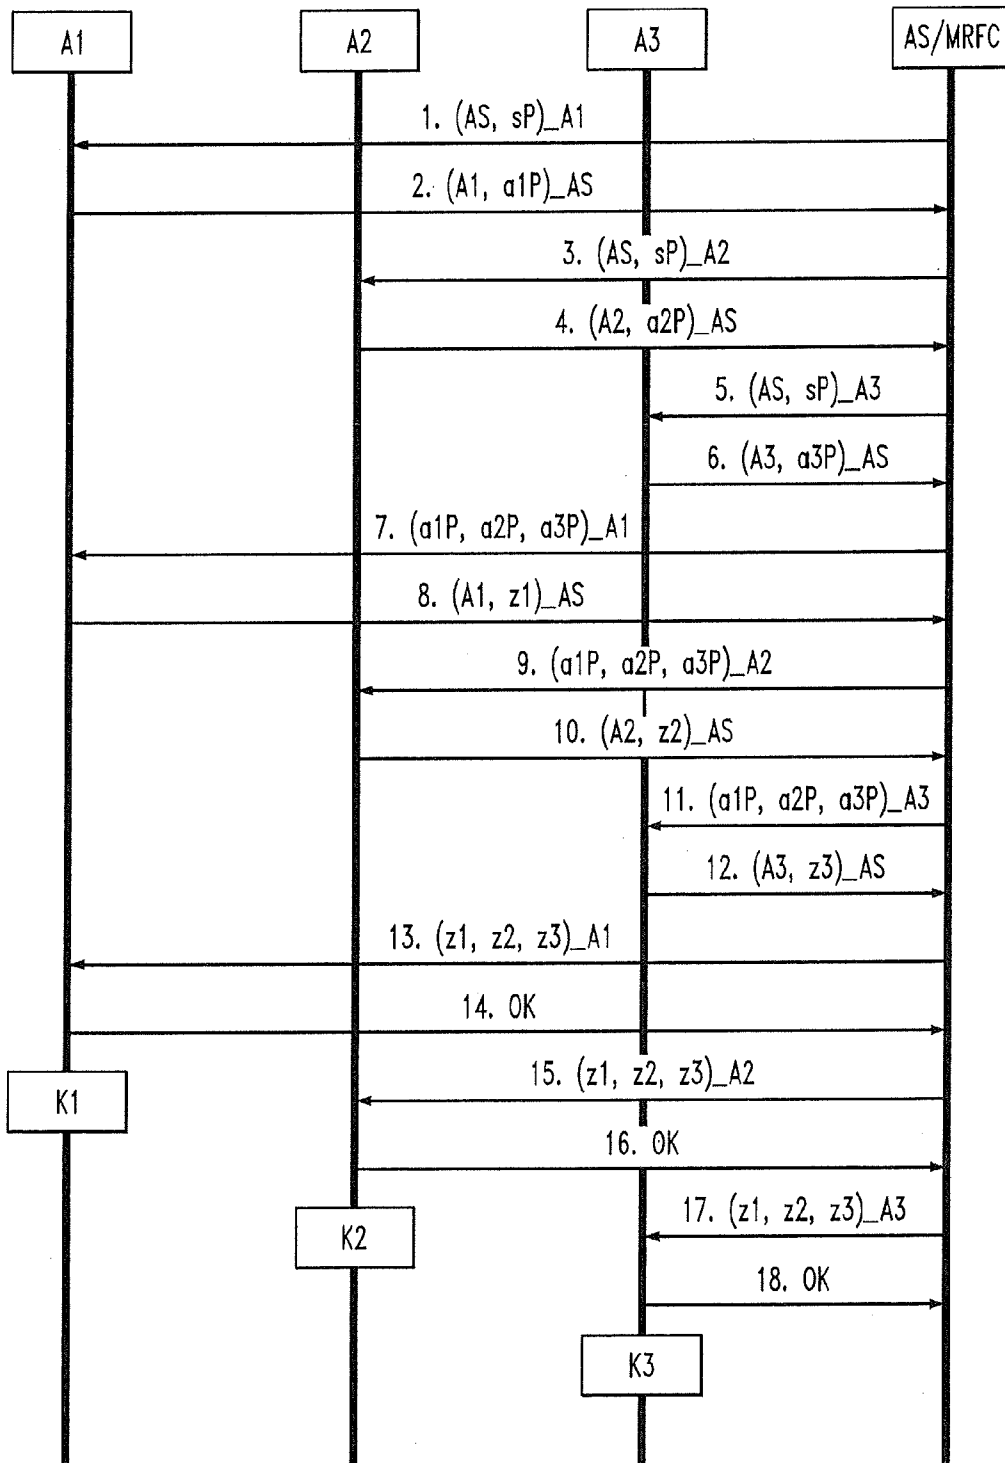 A1
A2
A3
AS/MRFC
1. (AS, sP)_A1
2. (A1, a1P)_AS
3. (AS, sP)_A2
4. (A2, a2P)_AS
5. (AS, sP)_A3
6. (A3, a3P)_AS
7. (a1P, a2P, a3P)_A1
8. (A1, z1)_AS
9. (a1P, a2P, a3P)_A2
10. (A2, z2)_AS
11. (a1P, a2P, a3P)_A3
12. (A3, z3)_AS
13. (z1, z2, z3)_A1
14. OK
K1
15. (z1, z2, z3)_A2
16. OK
K2
17. (z1, z2, z3)_A3
18. OK
K3